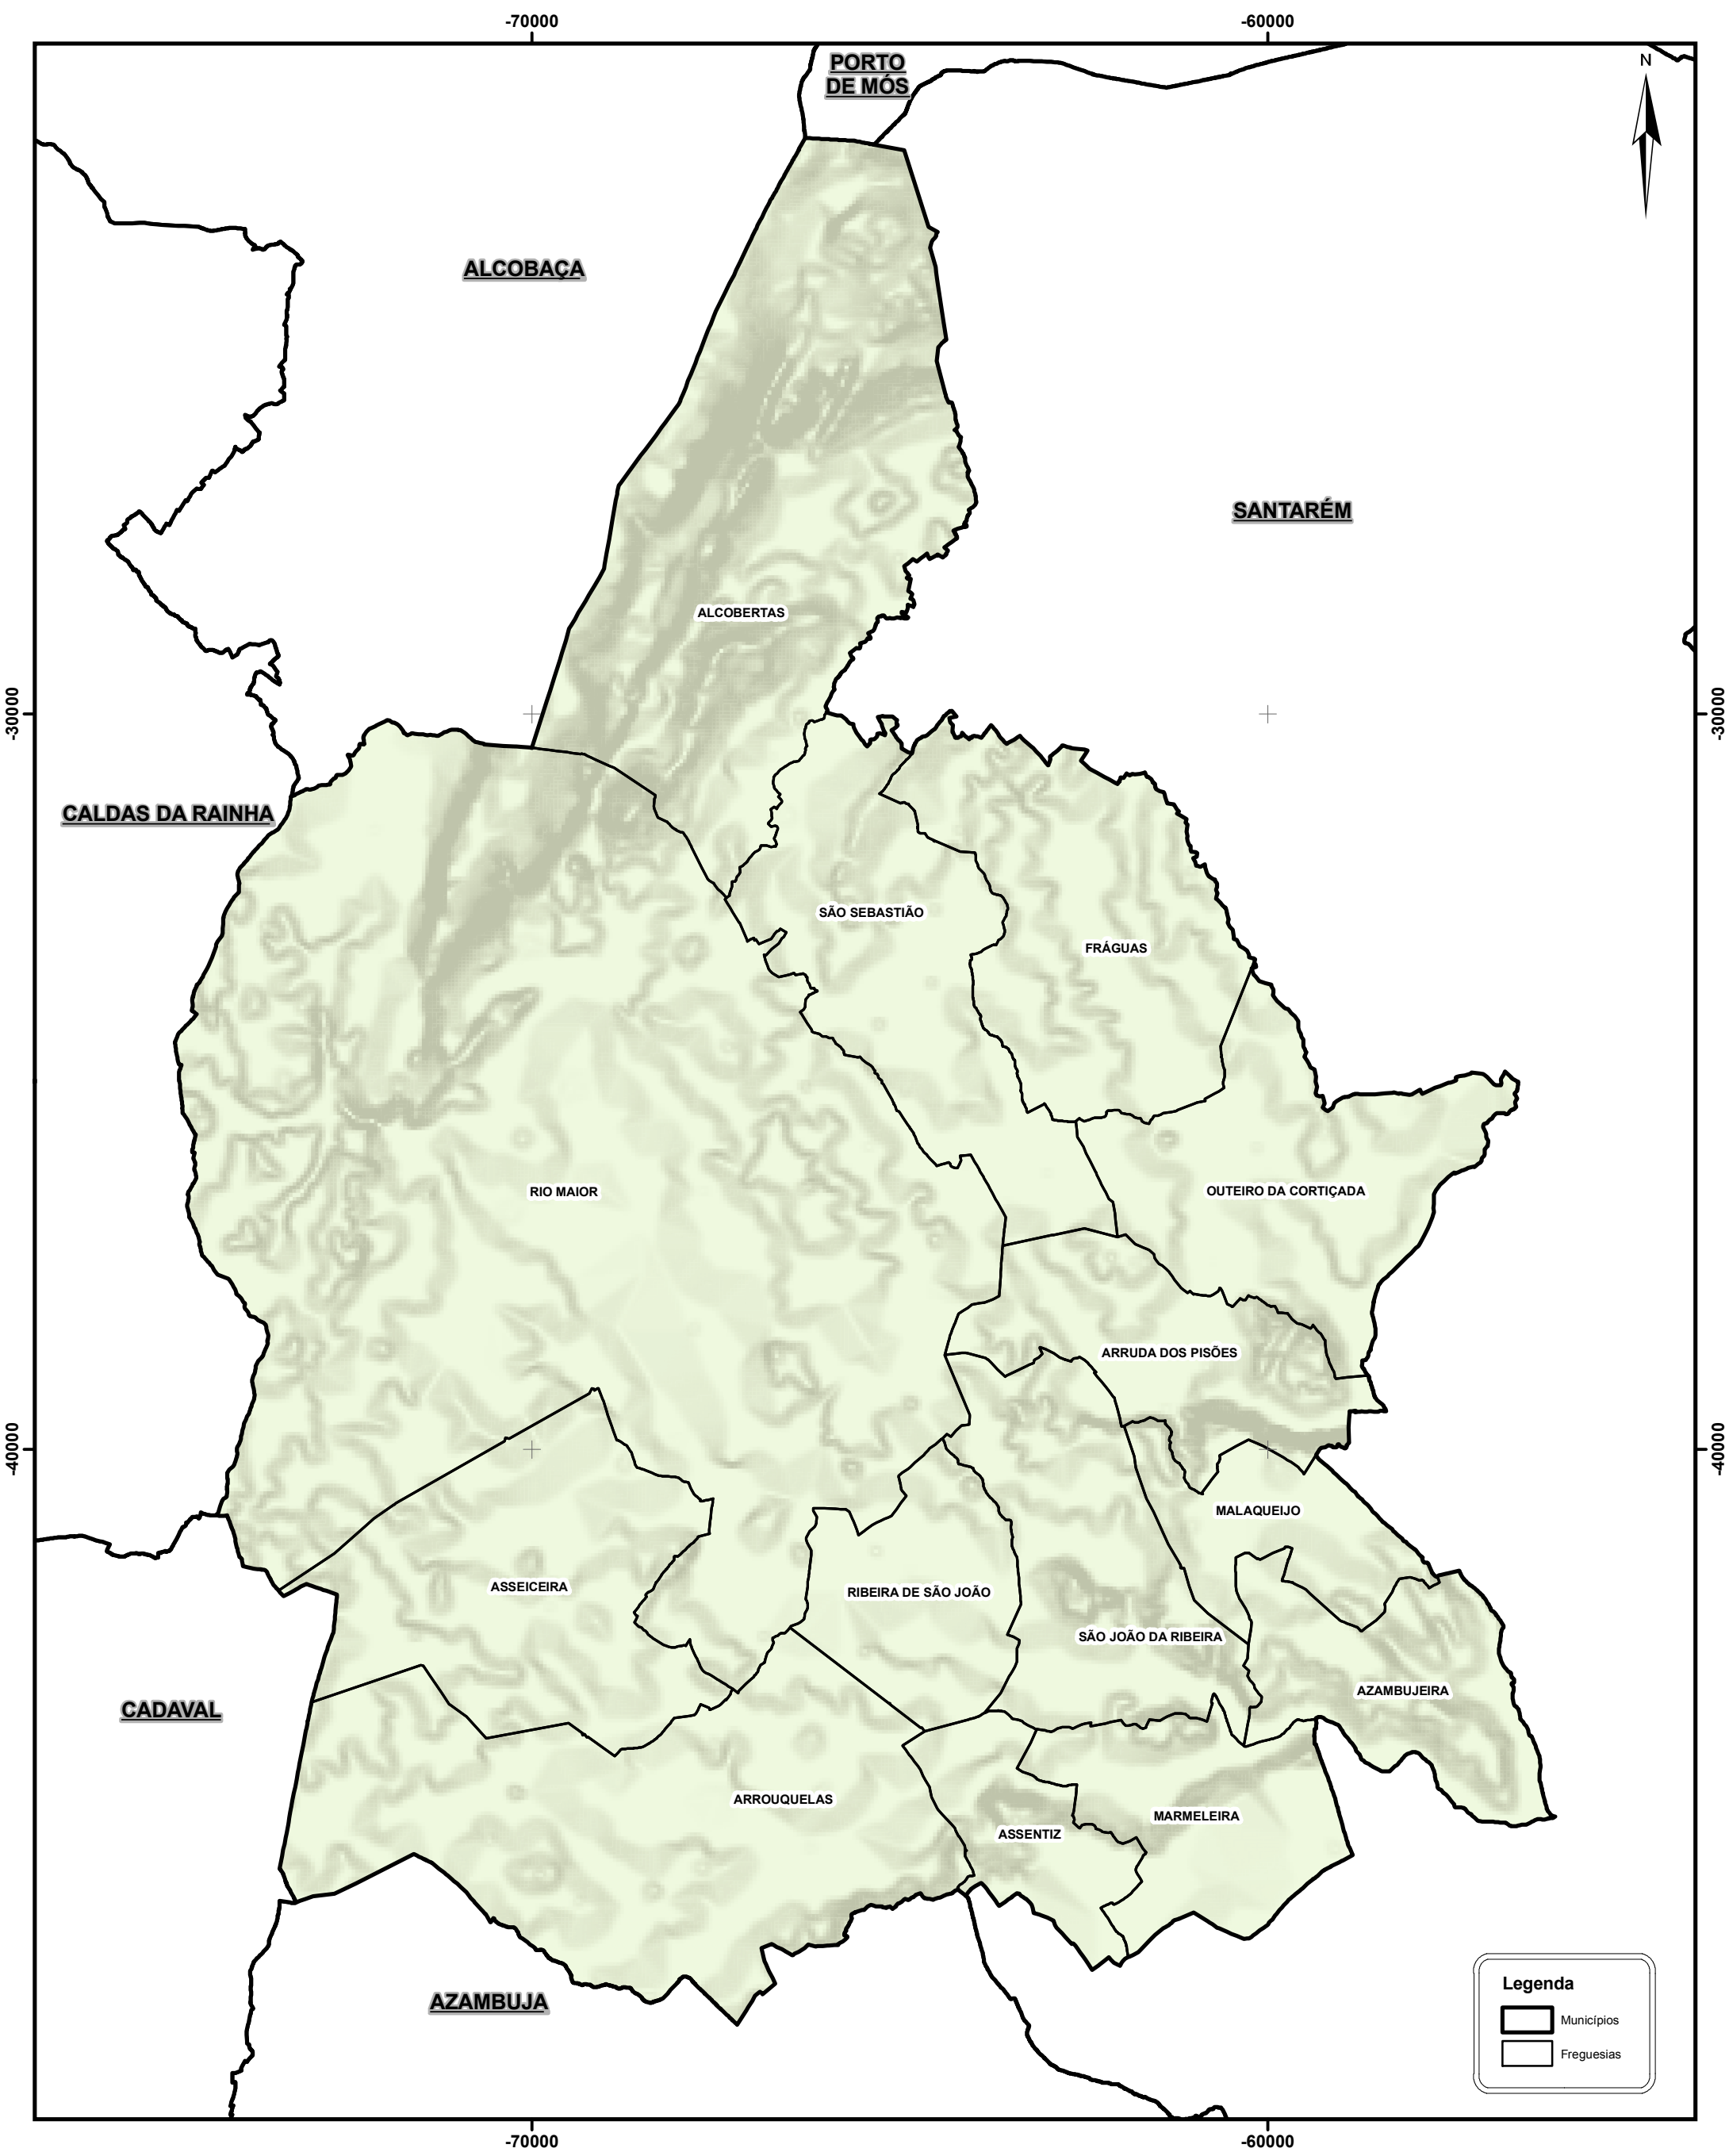 -70000
-60000
PORTO
DE MÓS
N
ALCOBAÇA
SANTARÉM
ALCOBERTAS
-30000
-30000
CALDAS DA RAINHA
SÃO SEBASTIÃO
FRÁGUAS
RIO MAIOR
OUTEIRO DA CORTIÇADA
ARRUDA DOS PISÕES
-40000
-40000
MALAQUEIJO
ASSEICEIRA
RIBEIRA DE SÃO JOÃO
SÃO JOÃO DA RIBEIRA
AZAMBUJEIRA
CADAVAL
ARROUQUELAS
MARMELEIRA
ASSENTIZ
AZAMBUJA
Legenda
Municípios
Freguesias
-70000
-60000